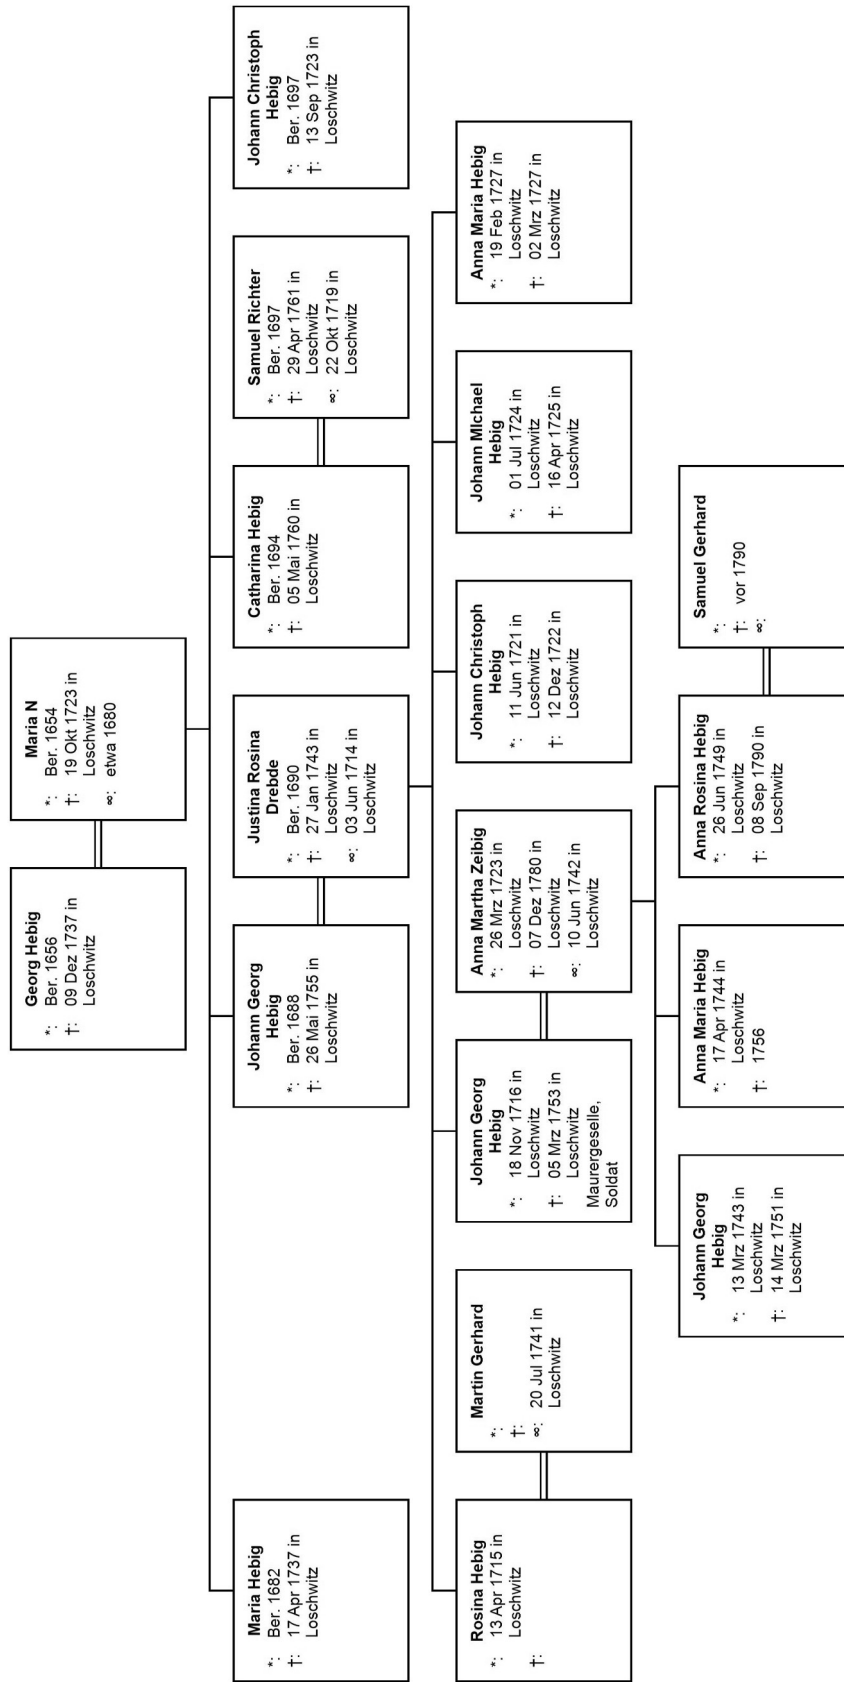 Georg Hebig
*: Ber. 1656
†: 09 Dez 1737 in
Loschwitz
Maria N
*: Ber. 1654
†: 19 Okt 1723 in
Loschwitz
∞: etwa 1680
Maria Hebig
*: Ber. 1682
†: 17 Apr 1737 in
Loschwitz
Johann Georg
Hebig
*: Ber. 1688
†: 26 Mai 1755 in
Loschwitz
Justina Rosina
Drebde
*: Ber. 1690
†: 27 Jan 1743 in
Loschwitz
∞: 03 Jun 1714 in
Loschwitz
Catharina Hebig
*: Ber. 1694
†: 05 Mai 1760 in
Loschwitz
Samuel Richter
*: Ber. 1697
†: 29 Apr 1761 in
Loschwitz
∞: 22 Okt 1719 in
Loschwitz
Johann Christoph
Hebig
*: Ber. 1697
†: 13 Sep 1723 in
Loschwitz
Rosina Hebig
*: 13 Apr 1715 in
Loschwitz
†:
Martin Gerhard
*:
†:
∞: 20 Jul 1741 in
Loschwitz
Johann Georg
Hebig
*: 18 Nov 1716 in
Loschwitz
†: 05 Mrz 1753 in
Loschwitz
Maurergeselle,
Soldat
Anna Martha Zeibig
*: 26 Mrz 1723 in
Loschwitz
†: 07 Dez 1780 in
Loschwitz
∞: 10 Jun 1742 in
Loschwitz
Johann Christoph
Hebig
*: 11 Jun 1721 in
Loschwitz
†: 12 Dez 1722 in
Loschwitz
Johann MIchael
Hebig
*: 01 Jul 1724 in
Loschwitz
†: 16 Apr 1725 in
Loschwitz
Anna Maria Hebig
*: 19 Feb 1727 in
Loschwitz
†: 02 Mrz 1727 in
Loschwitz
Johann Georg
Hebig
*: 13 Mrz 1743 in
Loschwitz
†: 14 Mrz 1751 in
Loschwitz
Anna Maria Hebig
*: 17 Apr 1744 in
Loschwitz
†: 1756
Anna Rosina Hebig
*: 26 Jun 1749 in
Loschwitz
†: 08 Sep 1790 in
Loschwitz
Samuel Gerhard
*:
†: vor 1790
∞: